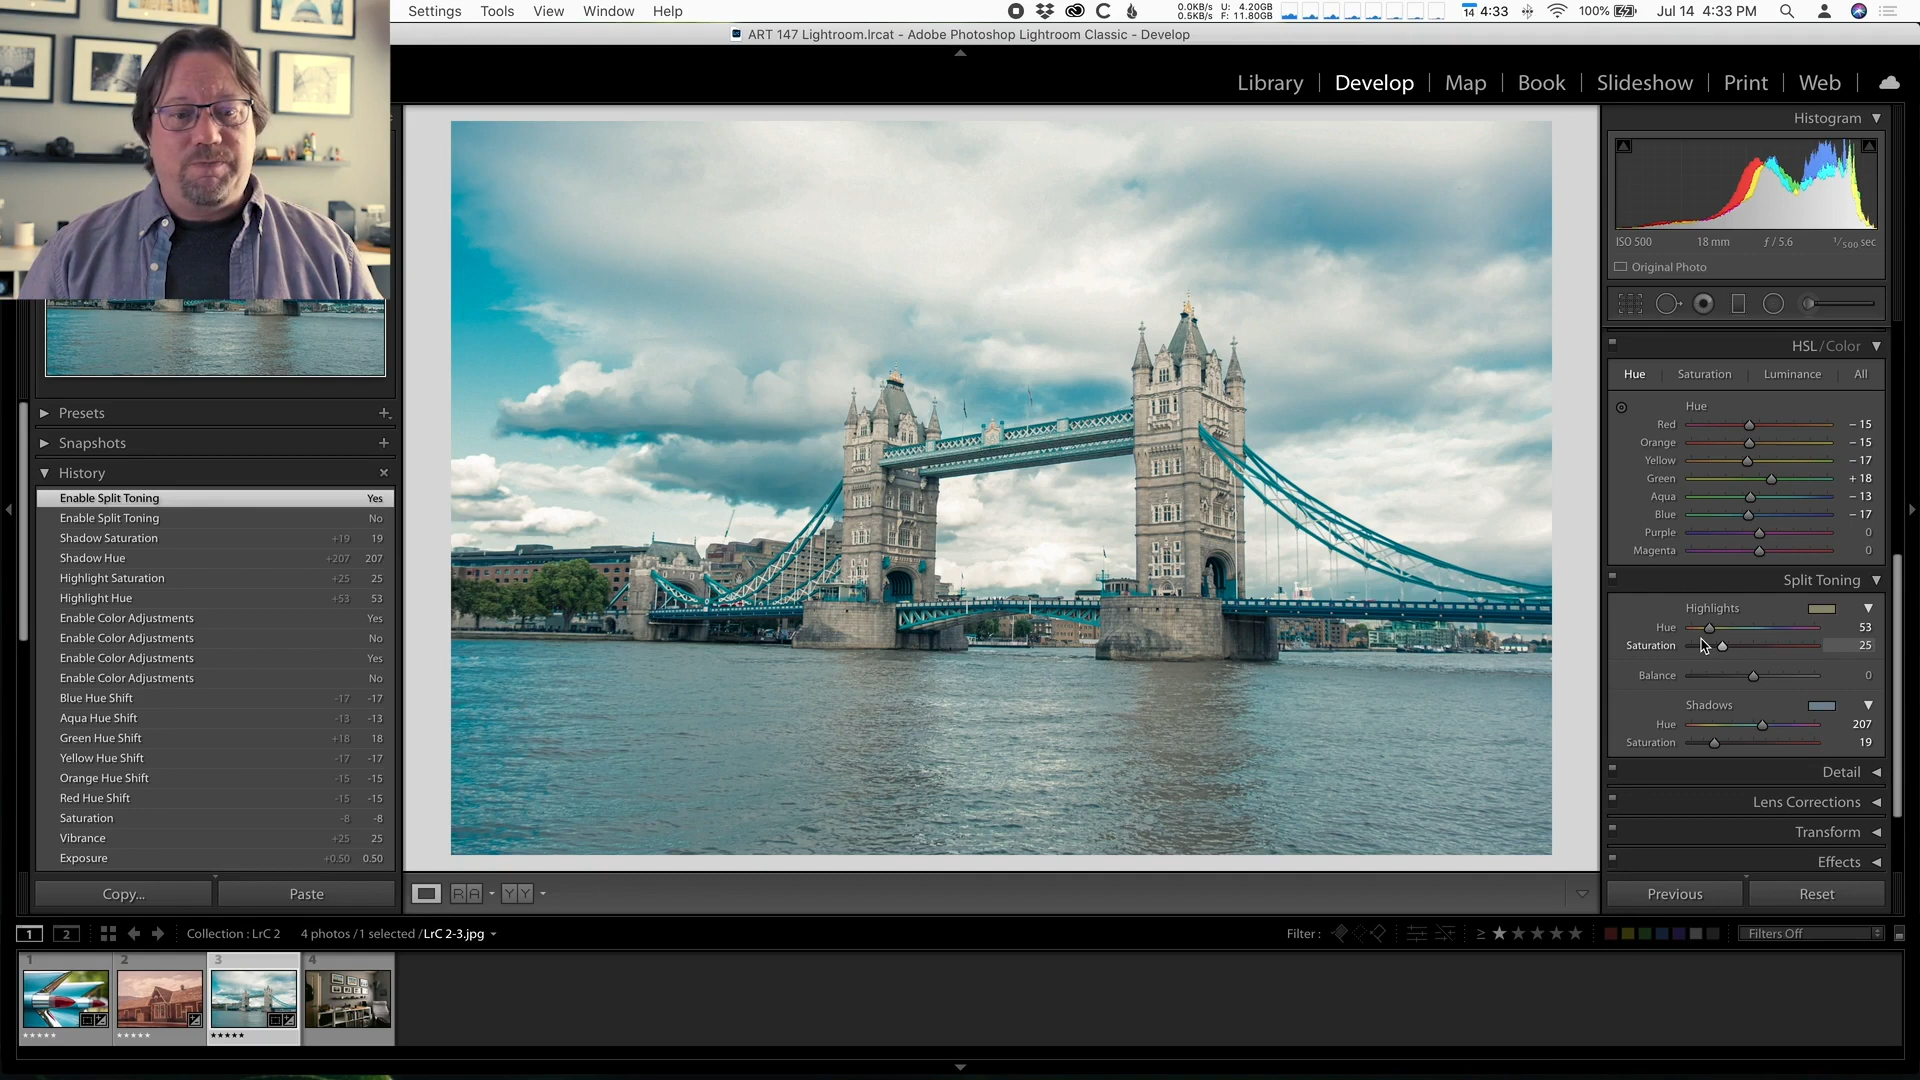 Settings Tools View Window Help
0.0KB/s U: 4.20GB
0.5KB/s F: 11.80GB
14 4:33 100% Jul 14 4:33 PM
ART 147 Lightroom.lrcat - Adobe Photoshop Lightroom Classic - Develop
Library | Develop | Map | Book | Slideshow | Print | Web |
Histogram
ISO 500 18 mm ƒ / 5.6 1/500 sec
Original Photo
HSL / Color
Hue Saturation Luminance All
Hue
Red − 15
Orange − 15
Yellow − 17
Green + 18
Aqua − 13
Blue − 17
Purple 0
Magenta 0
Split Toning
Highlights
Hue 53
Saturation 25
Balance 0
Shadows
Hue 207
Saturation 19
Detail
Lens Corrections
Transform
Effects
Previous Reset
Presets
Snapshots
History
Enable Split Toning Yes
Enable Split Toning No
Shadow Saturation +19 19
Shadow Hue +207 207
Highlight Saturation +25 25
Highlight Hue +53 53
Enable Color Adjustments Yes
Enable Color Adjustments No
Enable Color Adjustments Yes
Enable Color Adjustments No
Blue Hue Shift -17 -17
Aqua Hue Shift -13 -13
Green Hue Shift +18 18
Yellow Hue Shift -17 -17
Orange Hue Shift -15 -15
Red Hue Shift -15 -15
Saturation -8 -8
Vibrance +25 25
Exposure +0.50 0.50
Copy... Paste
R A Y Y
1 2 Collection : LrC 2 4 photos / 1 selected / LrC 2-3.jpg
Filter : ≥ ★ ★ ★ ★ ★ Filters Off
1 2 3 4